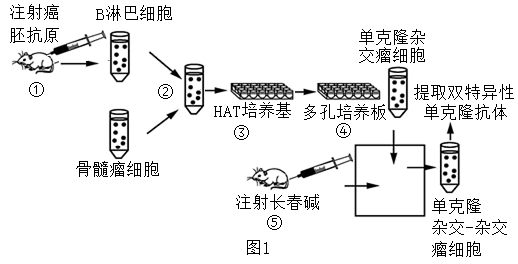 注射癌
胚抗原
B淋巴细胞
①
②
骨髓瘤细胞
HAT培养基
③
多孔培养板
④
单克隆杂
交瘤细胞
提取双特异性
单克隆抗体
注射长春碱
⑤
单克隆
杂交-杂交
瘤细胞
图1